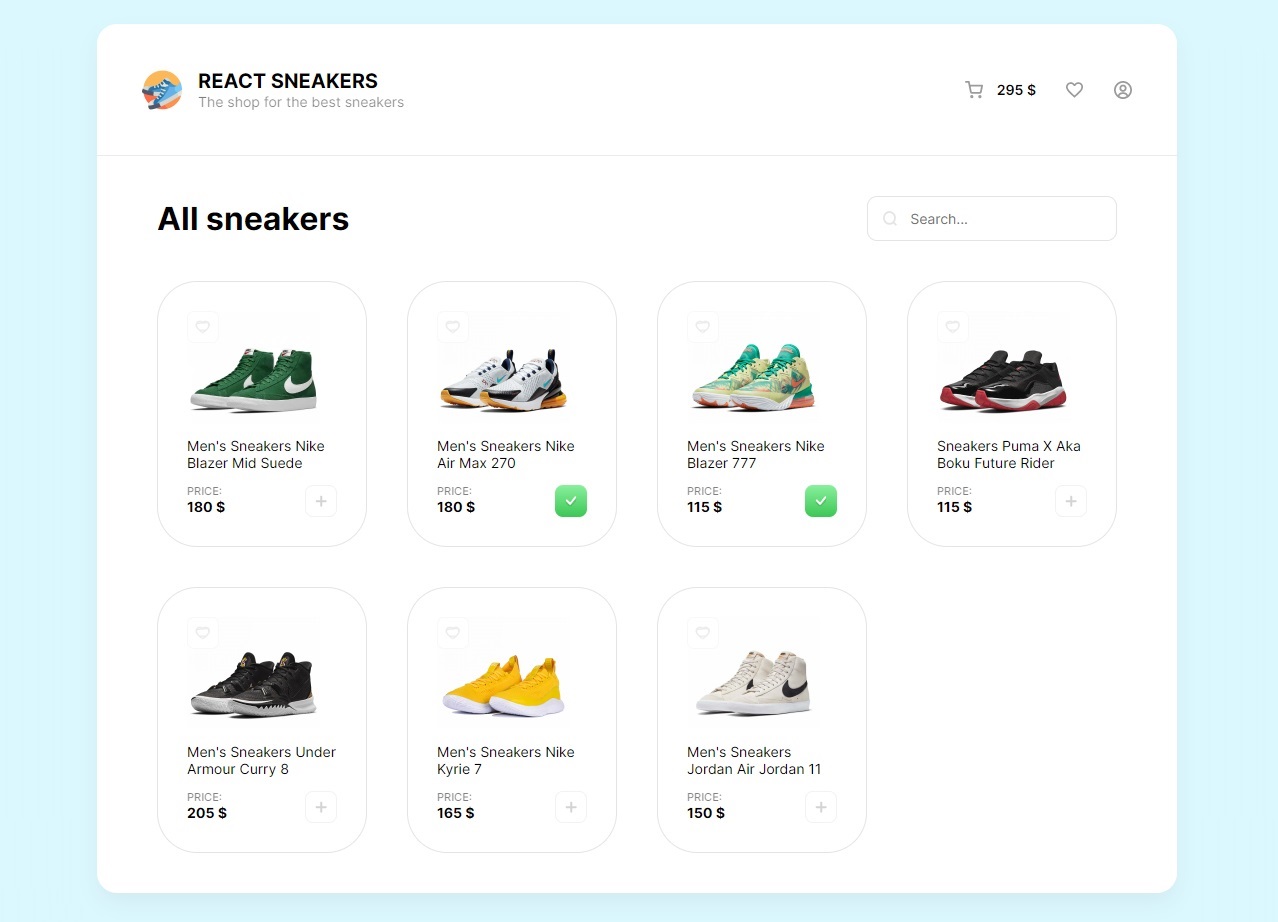 REACT SNEAKERS
The shop for the best sneakers
295 $
All sneakers
Search...
Men's Sneakers Nike
Blazer Mid Suede
PRICE:
180 $
Men's Sneakers Nike
Air Max 270
PRICE:
180 $
Men's Sneakers Nike
Blazer 777
PRICE:
115 $
Sneakers Puma X Aka
Boku Future Rider
PRICE:
115 $
Men's Sneakers Under
Armour Curry 8
PRICE:
205 $
Men's Sneakers Nike
Kyrie 7
PRICE:
165 $
Men's Sneakers
Jordan Air Jordan 11
PRICE:
150 $